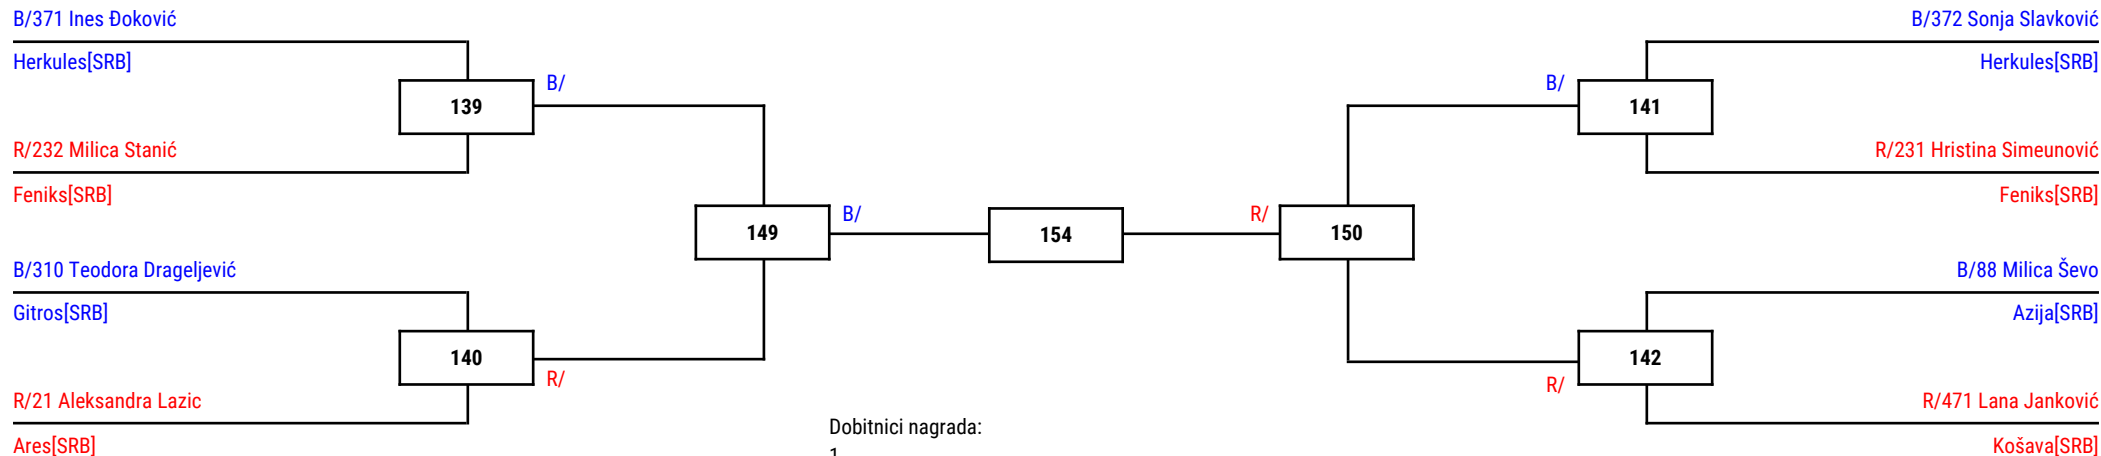 B/371 Ines Đoković
Herkules[SRB]
139
B/
R/232 Milica Stanić
Feniks[SRB]
149
B/
B/310 Teodora Drageljević
Gitros[SRB]
140
R/
R/21 Aleksandra Lazic
Ares[SRB]
154
B/372 Sonja Slavković
Herkules[SRB]
B/
141
R/231 Hristina Simeunović
Feniks[SRB]
R/
150
B/88 Milica Ševo
Azija[SRB]
142
R/
R/471 Lana Janković
Košava[SRB]
Dobitnici nagrada:
1